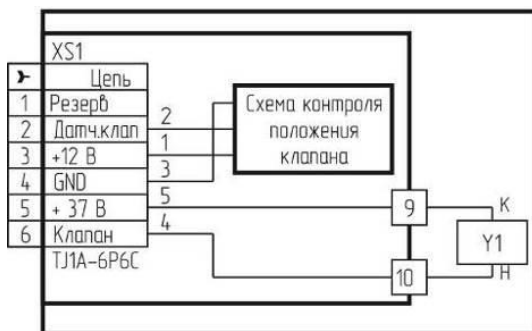 XS1
Цепь
1 Резерв
2 Датч.клап 2
3 +12 В 1
4 GND 3
5 + 37 В 5
6 Клапан 4
TJ1A-6P6C
Схема контроля
положения
клапана
9 К
Y1
10 Н